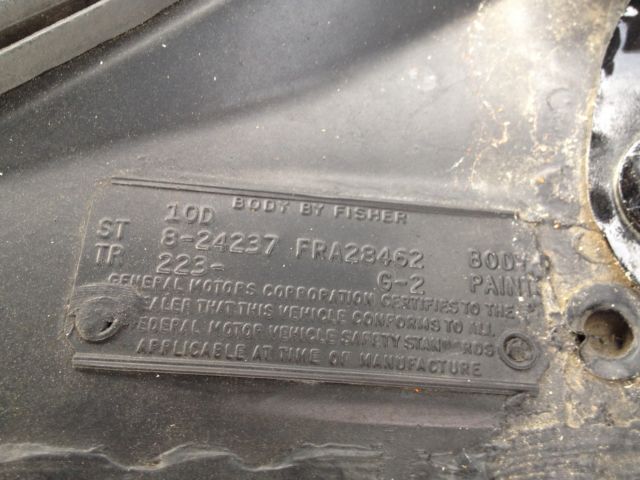 BODY BY FISHER
10D
ST 8-24237 FRA28462 BODY
TR 223- G-2 PAINT
GENERAL MOTORS CORPORATION CERTIFIES TO THE
DEALER THAT THIS VEHICLE CONFORMS TO ALL
FEDERAL MOTOR VEHICLE SAFETY STANDARDS
APPLICABLE AT TIME OF MANUFACTURE